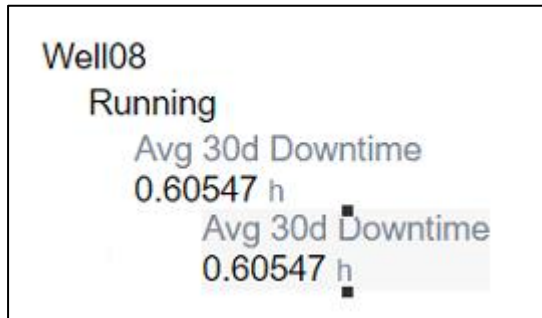 Well08
Running
Avg 30d Downtime
0.60547 h
Avg 30d Downtime
0.60547 h